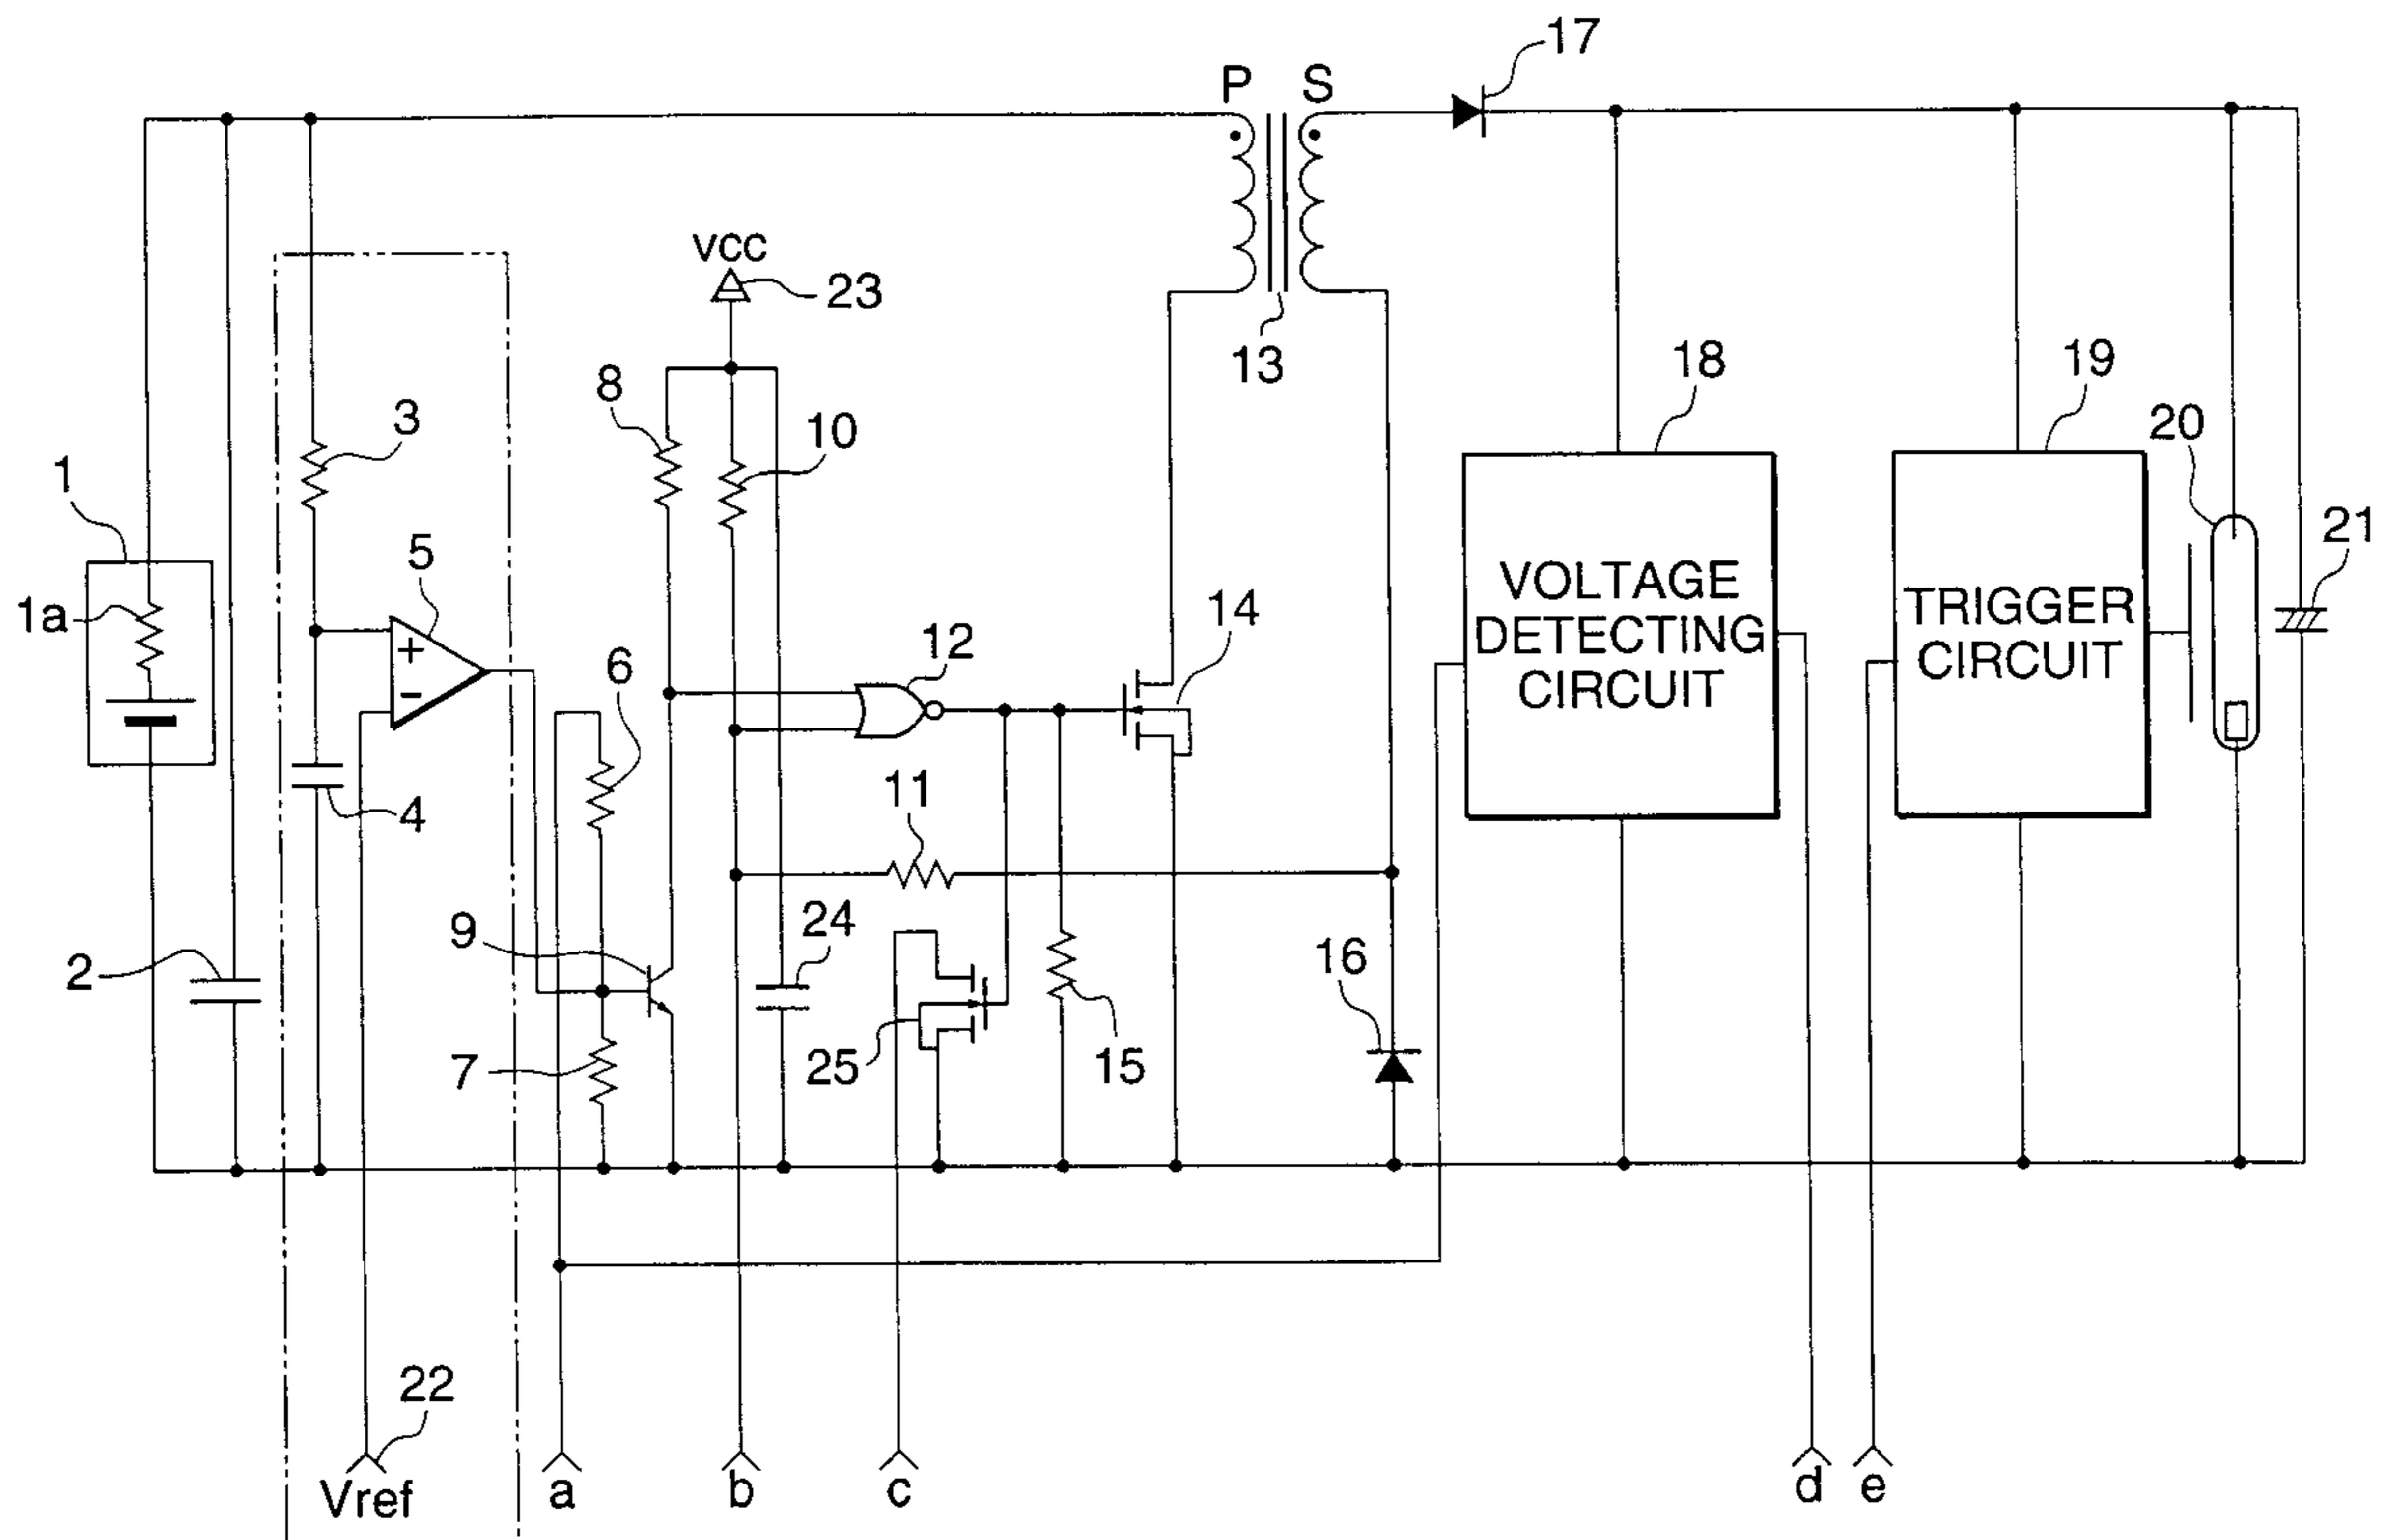 17
P
S
VCC
23
13
8
10
18
19
3
20
1
21
5
1a
VOLTAGE
DETECTING
CIRCUIT
TRIGGER
CIRCUIT
14
12
6
+
-
11
4
9
24
16
2
7
25
15
22
Vref
a
b
c
d
e